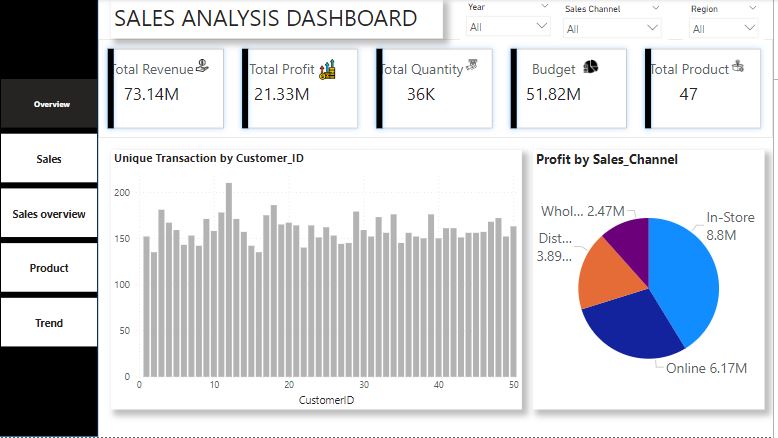 SALES ANALYSIS DASHBOARD
Year
All
Sales Channel
All
Region
All
Overview
Sales
Sales overview
Product
Trend
Total Revenue
73.14M
Total Profit
21.33M
Total Quantity
36K
Budget
51.82M
Total Product
47
Unique Transaction by Customer_ID
200
150
100
50
0
0 10 20 30 40 50
CustomerID
Profit by Sales_Channel
Whol... 2.47M
Dist...
3.89...
In-Store
8.8M
Online 6.17M